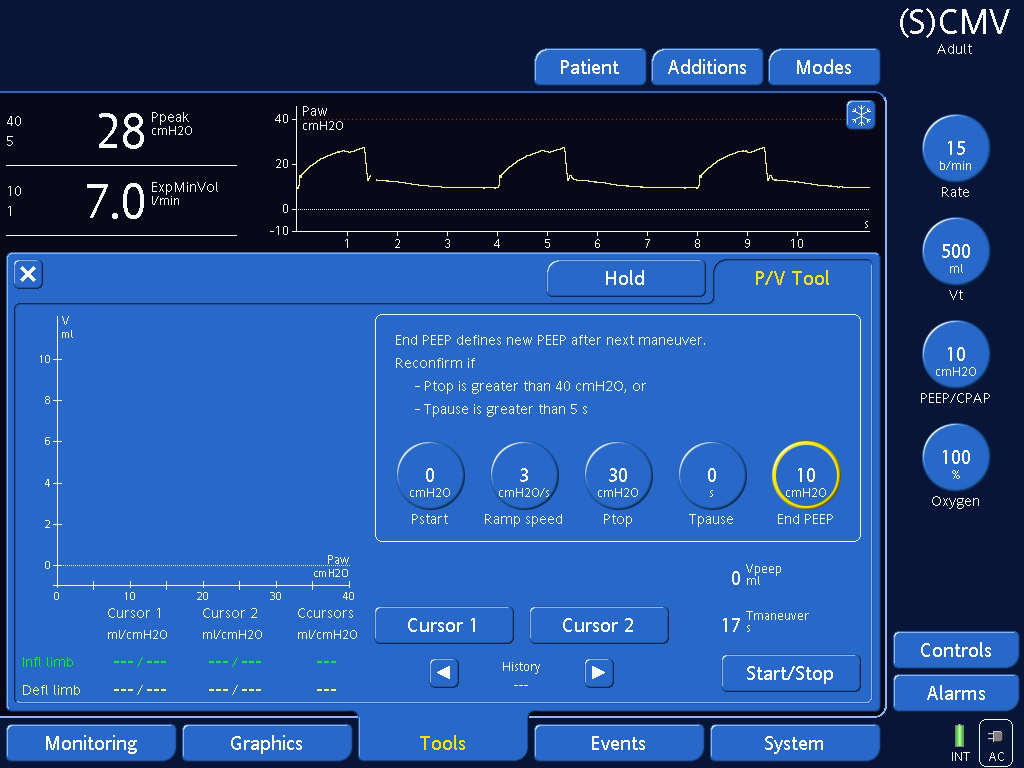 (S)CMV
Adult
Patient
Additions
Modes
40
5
28
Ppeak
cmH2O
10
1
7.0
ExpMinVol
l/min
Paw
cmH2O
40
20
0
-10
1 2 3 4 5 6 7 8 9 10
s
15
b/min
Rate
500
ml
Vt
10
cmH2O
PEEP/CPAP
100
%
Oxygen
Hold
P/V Tool
V
ml
10
8
6
4
2
0
Paw
cmH2O
0 10 20 30 40
End PEEP defines new PEEP after next maneuver.
Reconfirm if
– Ptop is greater than 40 cmH2O, or
– Tpause is greater than 5 s
0
cmH2O
Pstart
3
cmH2O/s
Ramp speed
30
cmH2O
Ptop
0
s
Tpause
10
cmH2O
End PEEP
Cursor 1 Cursor 2 Ccursors
ml/cmH2O ml/cmH2O ml/cmH2O
Infl limb --- / --- --- / --- ---
Defl limb --- / --- --- / --- ---
0
Vpeep
ml
17
Tmaneuver
s
Cursor 1
Cursor 2
History
---
Start/Stop
Controls
Alarms
Monitoring
Graphics
Tools
Events
System
INT
AC